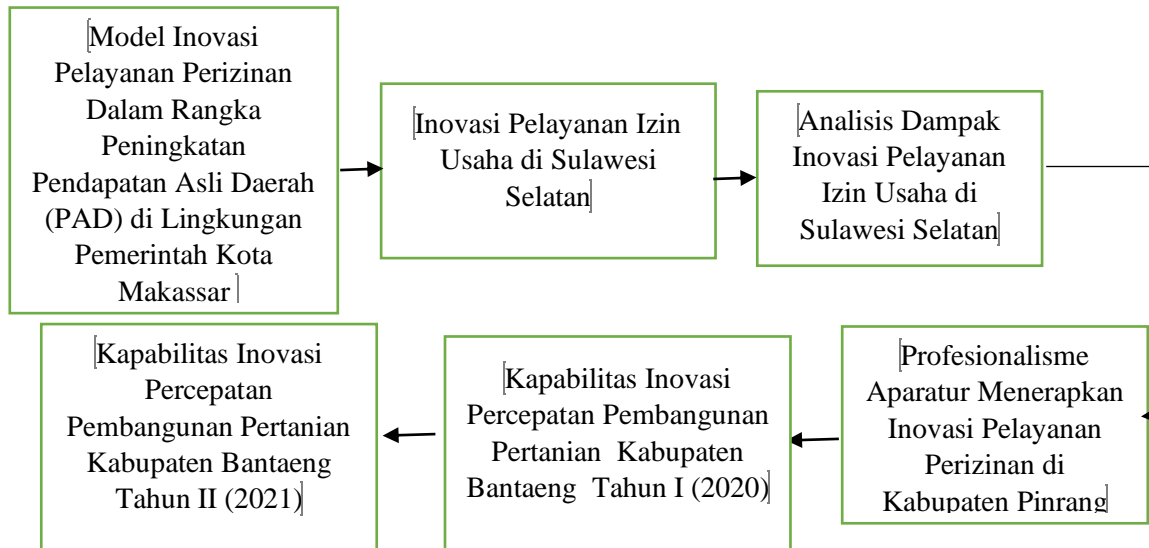 Model Inovasi
Pelayanan Perizinan
Dalam Rangka
Peningkatan
Pendapatan Asli Daerah
(PAD) di Lingkungan
Pemerintah Kota
Makassar
Inovasi Pelayanan Izin
Usaha di Sulawesi
Selatan
Analisis Dampak
Inovasi Pelayanan
Izin Usaha di
Sulawesi Selatan
Profesionalisme
Aparatur Menerapkan
Inovasi Pelayanan
Perizinan di
Kabupaten Pinrang
Kapabilitas Inovasi
Percepatan Pembangunan
Pertanian Kabupaten
Bantaeng Tahun I (2020)
Kapabilitas Inovasi
Percepatan
Pembangunan Pertanian
Kabupaten Bantaeng
Tahun II (2021)